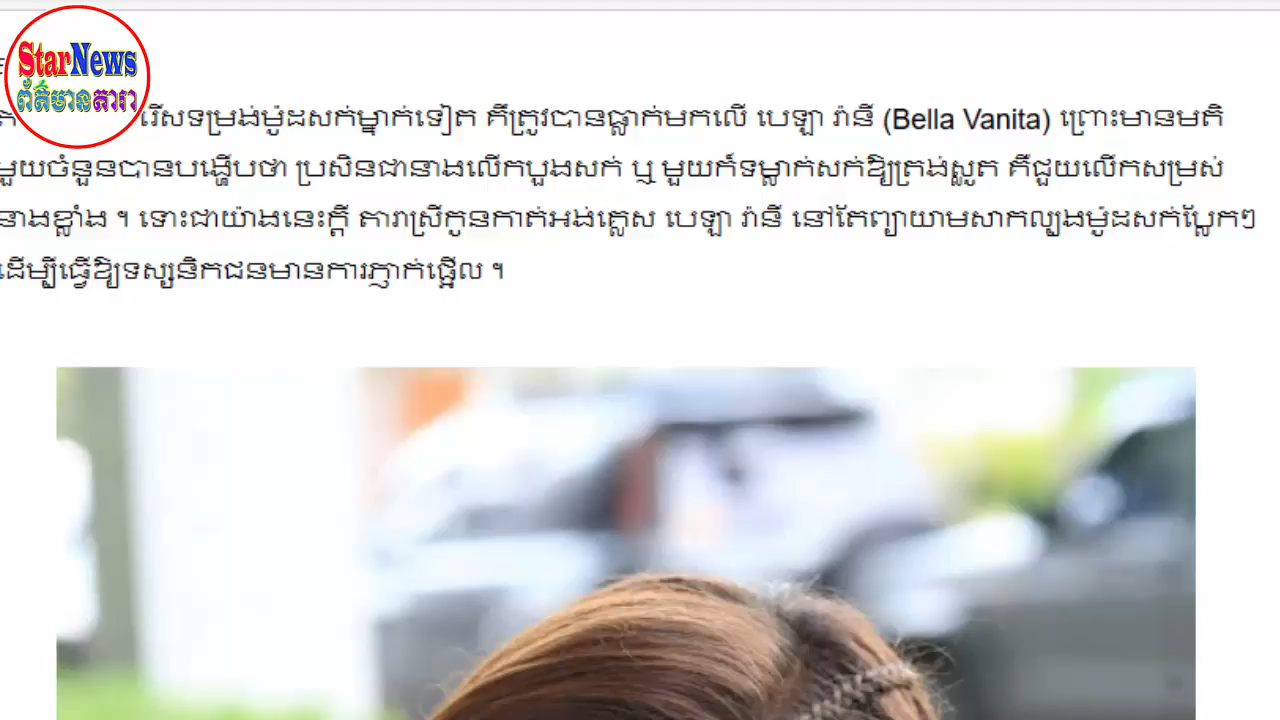 StarNews
ព័ត៌មានតារា
រើសទម្រង់ម៉ូដសក់ម្នាក់ទៀត គឺត្រូវបានធ្លាក់មកលើ បេឡា វ៉ានី (Bella Vanita) ព្រោះមានមតិ
មួយចំនួនបានបង្ហើបថា ប្រសិនជានាងលើកបួងសក់ ឬ មួយក៏ទម្លាក់សក់ឱ្យត្រង់ស្លូត គឺជួយលើកសម្រស់
នាងខ្លាំង ។ ទោះជាយ៉ាងនេះក្ដី តារាស្រីកូនកាត់អង់គ្លេស បេឡា វ៉ានី នៅតែព្យាយាមសាកល្បងម៉ូដសក់ប្លែកៗ
ដើម្បីធ្វើឱ្យទស្សនិកជនមានការភ្ញាក់ផ្អើល ។